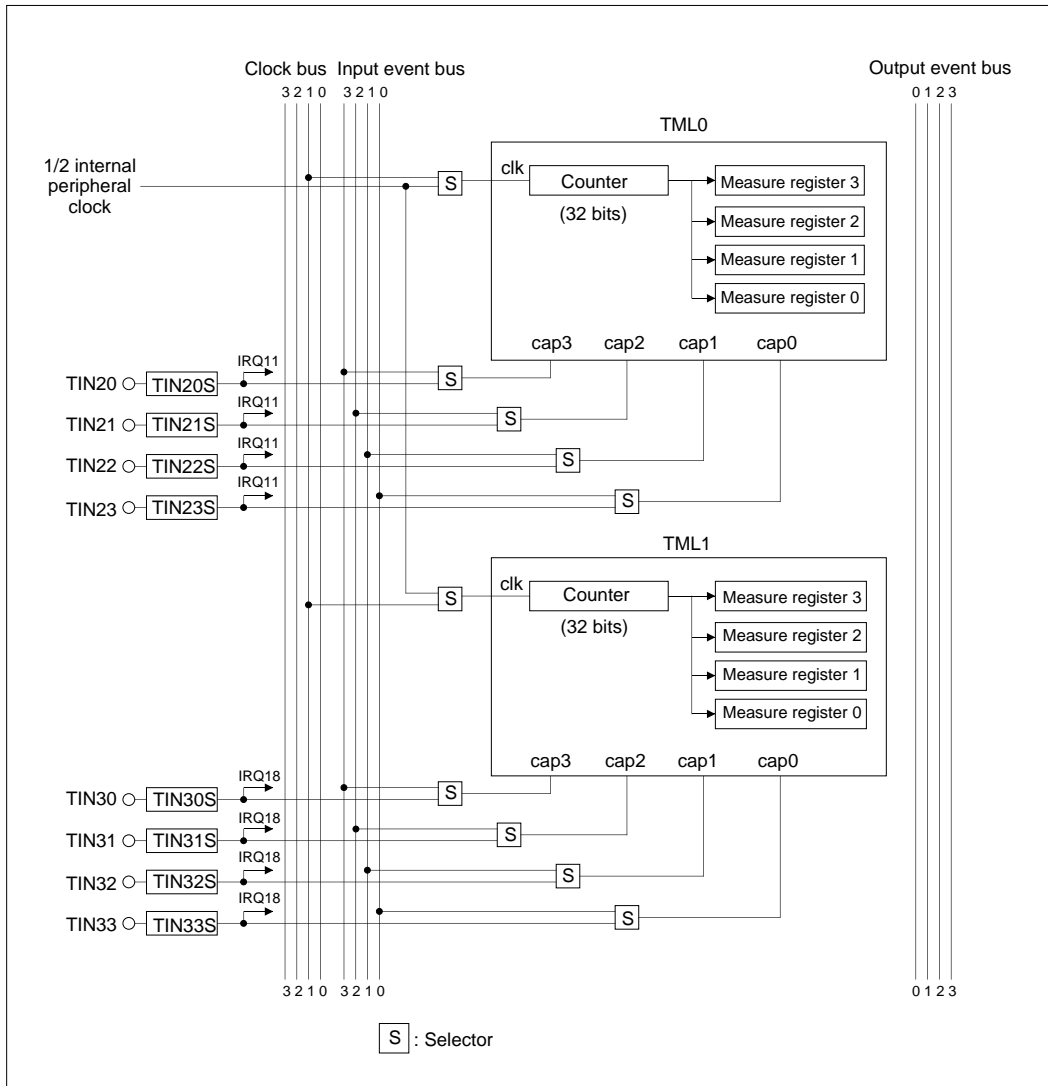 Clock bus Input event bus Output event bus
3 2 1 0 3 2 1 0 0 1 2 3
TML0
1/2 internal
peripheral
clock
S clk Counter
(32 bits)
Measure register 3
Measure register 2
Measure register 1
Measure register 0
cap3 cap2 cap1 cap0
IRQ11
TIN20 TIN20S S
IRQ11
TIN21 TIN21S S
IRQ11
TIN22 TIN22S S
IRQ11
TIN23 TIN23S S
TML1
S clk Counter
(32 bits)
Measure register 3
Measure register 2
Measure register 1
Measure register 0
cap3 cap2 cap1 cap0
IRQ18
TIN30 TIN30S S
IRQ18
TIN31 TIN31S S
IRQ18
TIN32 TIN32S S
IRQ18
TIN33 TIN33S S
3 2 1 0 3 2 1 0 0 1 2 3
S : Selector